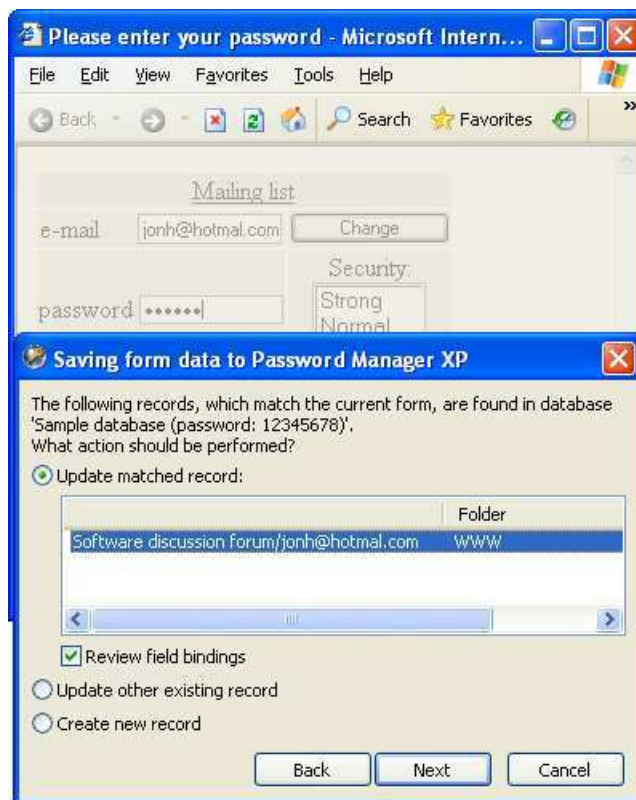 Please enter your password - Microsoft Intern...
File Edit View Favorites Tools Help
Back Search Favorites »
Mailing list
e-mail jonh@hotmal.com Change
Security:
password ••••••
Strong
Normal
Saving form data to Password Manager XP
The following records, which match the current form, are found in database
'Sample database (password: 12345678)'.
What action should be performed?
Update matched record:
Folder
Software discussion forum/jonh@hotmal.com WWW
Review field bindings
Update other existing record
Create new record
Back Next Cancel